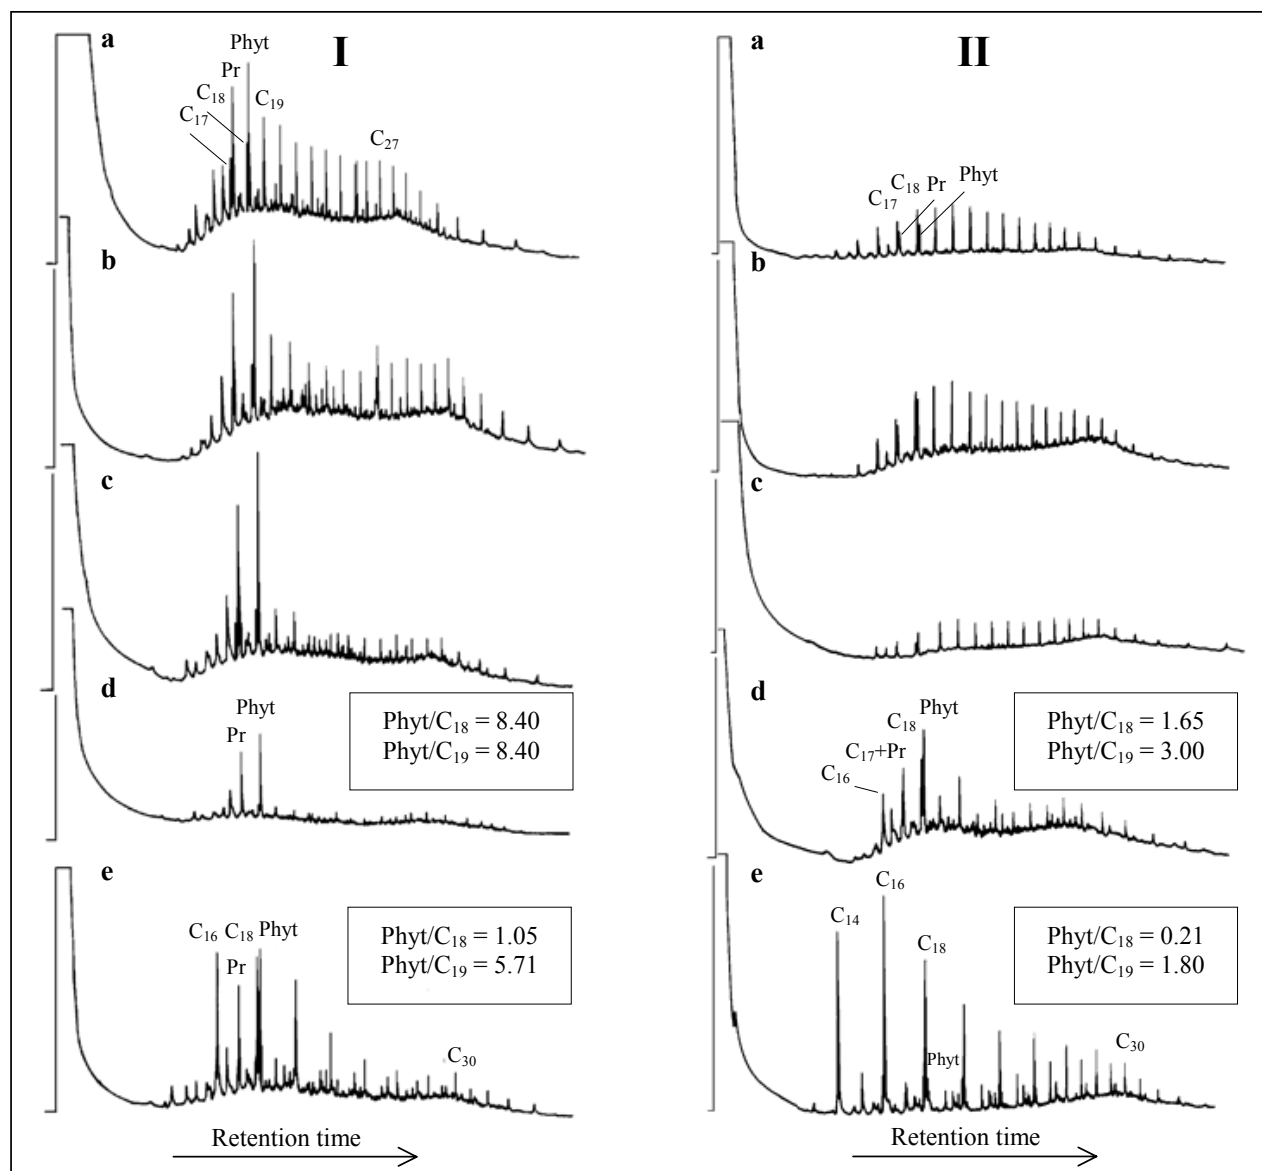 I
a
Phyt
Pr
C18
C17
C19
C27
b
c
d
Phyt
Pr
Phyt/C18 = 8.40
Phyt/C19 = 8.40
e
C16 C18 Phyt
Pr
Phyt/C18 = 1.05
Phyt/C19 = 5.71
C30
Retention time
II
a
C17
C18
Pr
Phyt
b
c
d
Phyt
C18
C17+Pr
C16
Phyt/C18 = 1.65
Phyt/C19 = 3.00
e
C16
C14
C18
Phyt
Phyt/C18 = 0.21
Phyt/C19 = 1.80
C30
Retention time